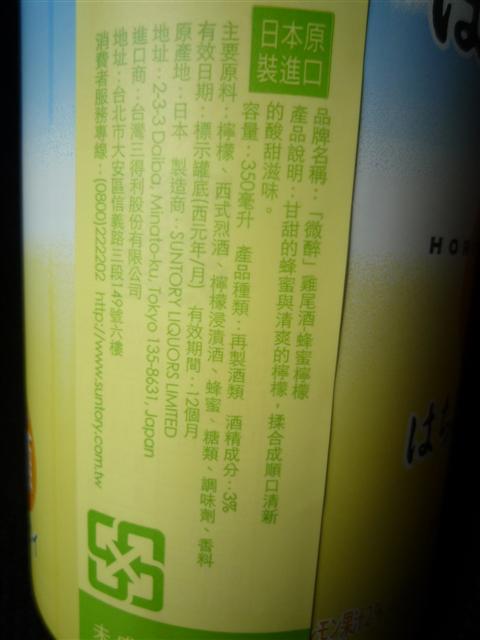 原裝
日本進口
品牌名稱：「微醉」雞尾酒-蜂蜜檸檬
產品說明：甘甜的蜂蜜與清爽的檸檬，揉合成順口清新
的酸甜滋味。
容量：350毫升 產品種類：再製酒類 酒精成分：3%
主要原料：檸檬、西式烈酒、檸檬浸漬酒、蜂蜜、糖類、調味劑、香料
有效日期：標示罐底(西元年/月) 有效期間：12個月
原產地：日本 製造商：SUNTORY LIQUORS LIMITED
地址：2-3-3 Daiba, Minato-ku, Tokyo 135-8631, Japan
進口商：台灣三得利股份有限公司
地址：台北市大安區信義路三段149號六樓
消費者服務專線：(0800)222202 http://www.suntory.com.tw
HOR
は
モン果汁2%